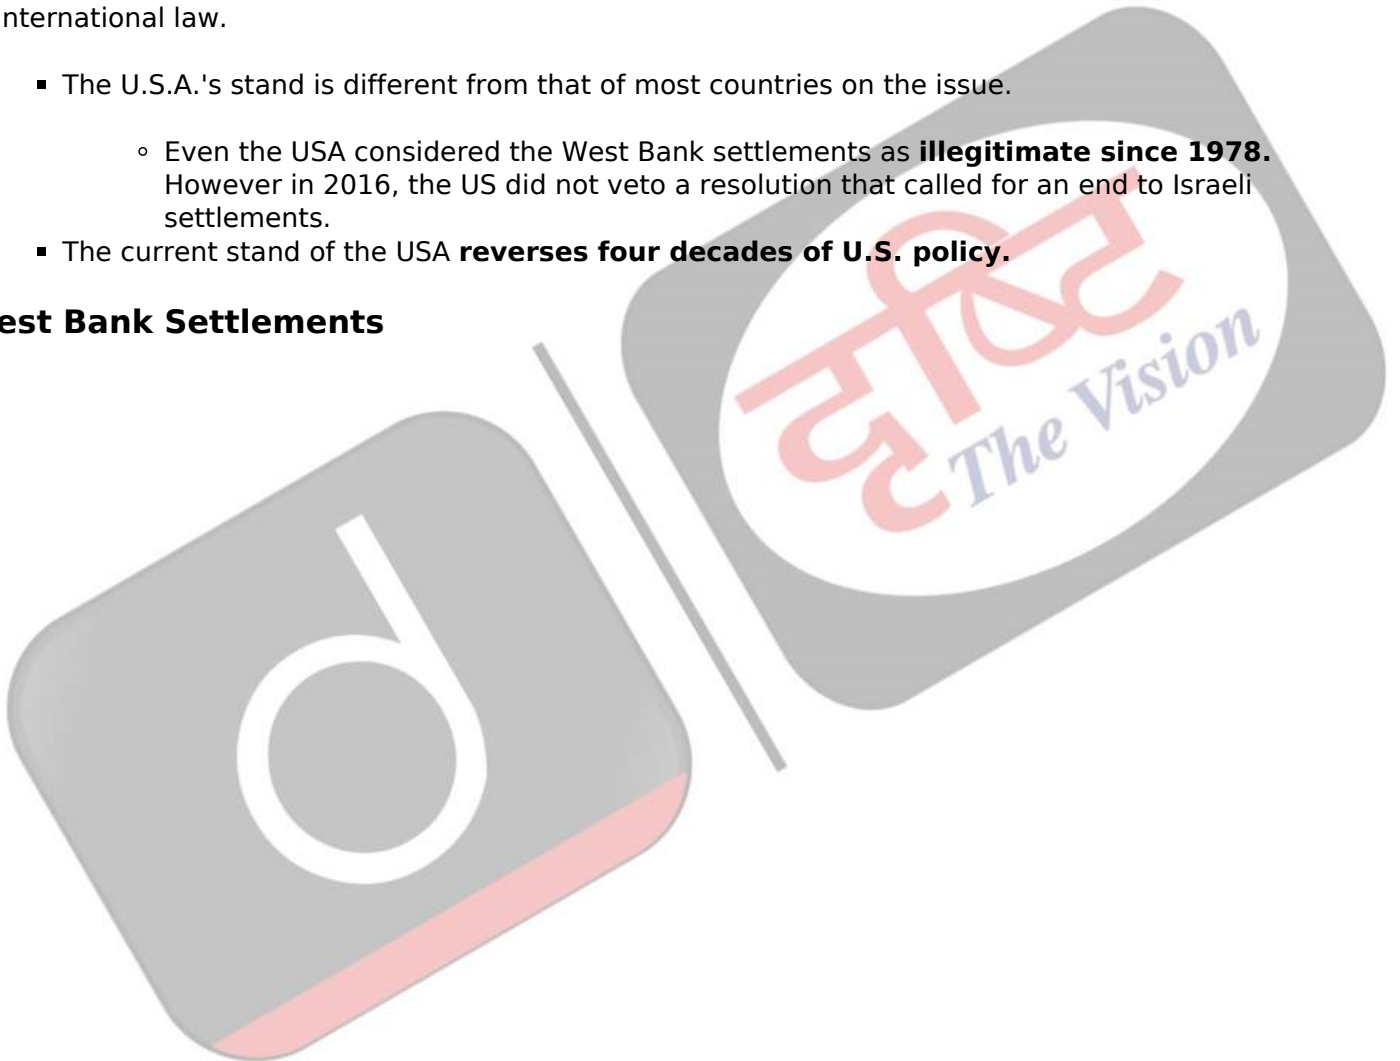 nternational law.
▪ The U.S.A.'s stand is different from that of most countries on the issue.
◦ Even the USA considered the West Bank settlements as illegitimate since 1978.
However in 2016, the US did not veto a resolution that called for an end to Israeli
settlements.
▪ The current stand of the USA reverses four decades of U.S. policy.
est Bank Settlements
दृष्टि
The Vision
d